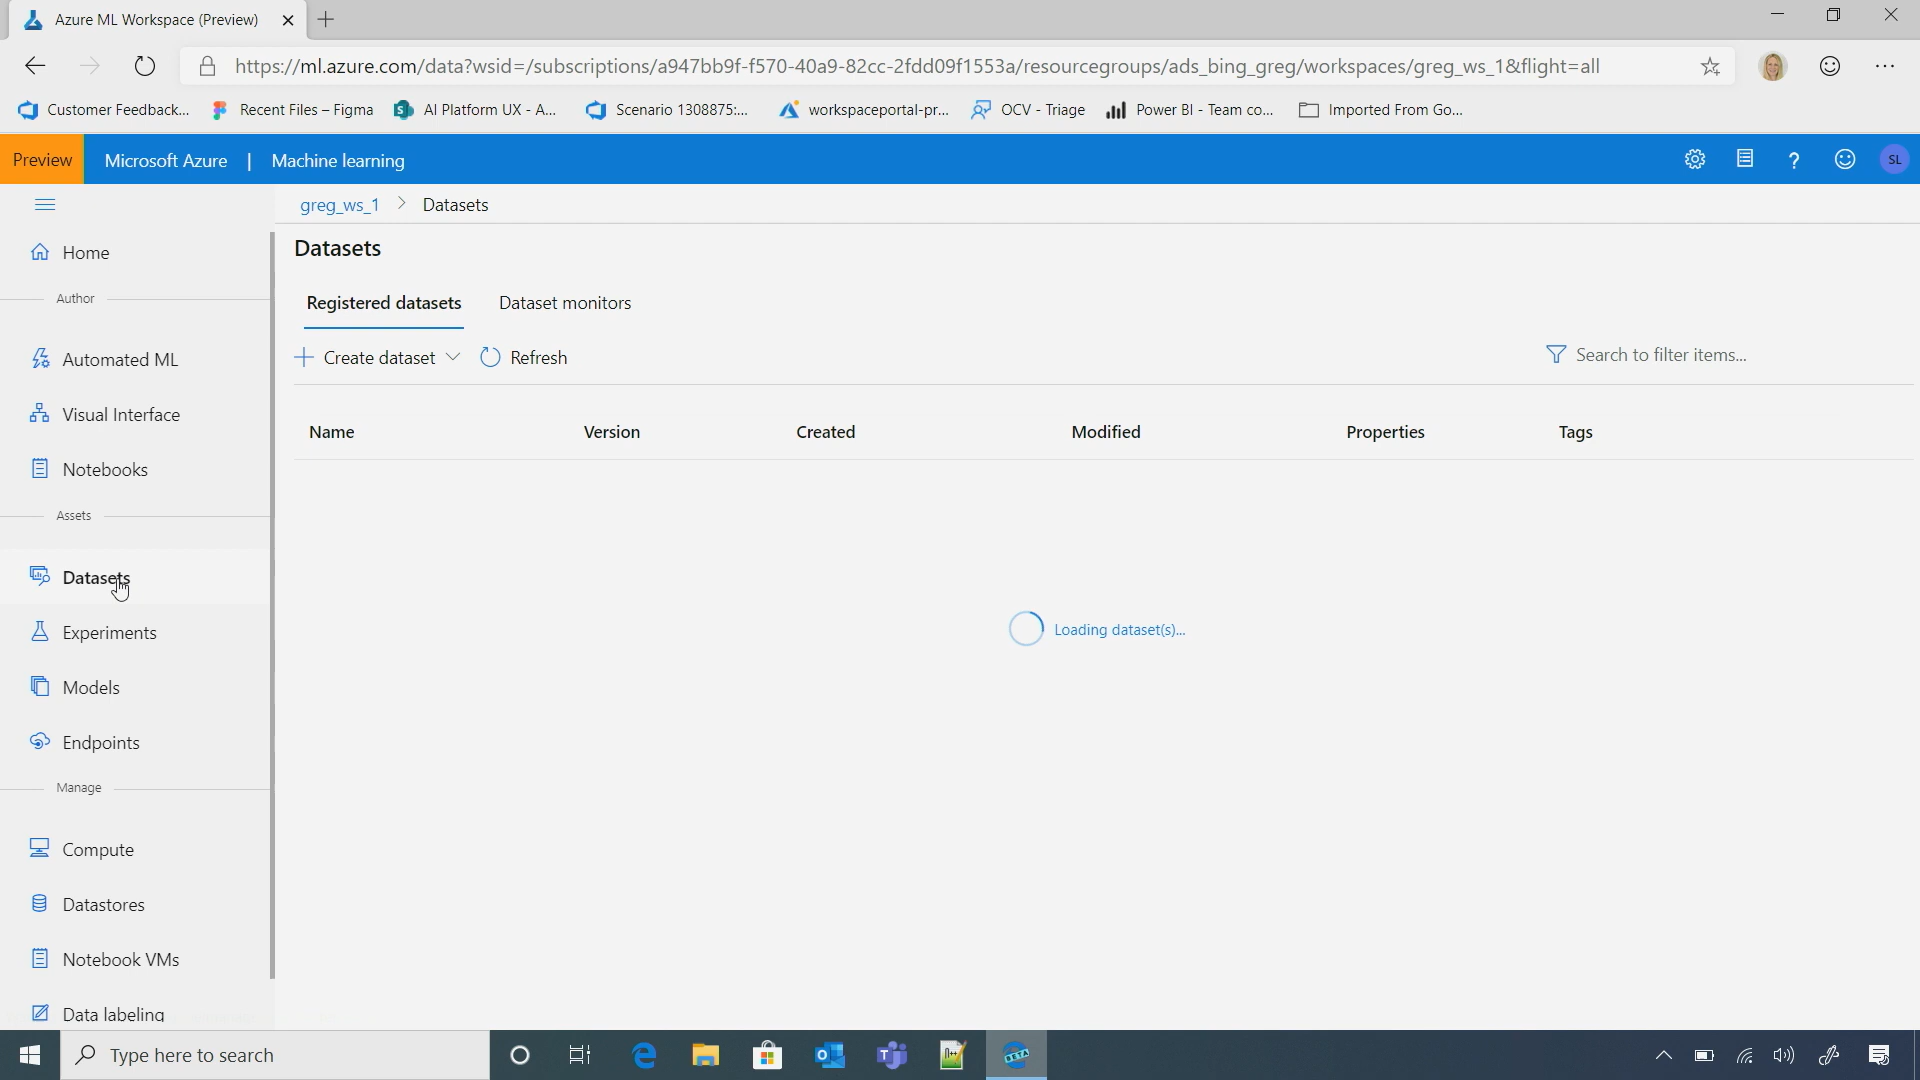 Azure ML Workspace (Preview)
https://ml.azure.com/data?wsid=/subscriptions/a947bb9f-f570-40a9-82cc-2fdd09f1553a/resourcegroups/ads_bing_greg/workspaces/greg_ws_1&flight=all
Customer Feedback... Recent Files – Figma AI Platform UX - A... Scenario 1308875:... workspaceportal-pr... OCV - Triage Power BI - Team co... Imported From Go...
Preview Microsoft Azure | Machine learning ? SL
greg_ws_1 > Datasets
Home
Author
Automated ML
Visual Interface
Notebooks
Assets
Datasets
Experiments
Models
Endpoints
Manage
Compute
Datastores
Notebook VMs
Data labeling
Datasets
Registered datasets Dataset monitors
Create dataset Refresh Search to filter items...
Name Version Created Modified Properties Tags
Loading dataset(s)...
Type here to search
BETA